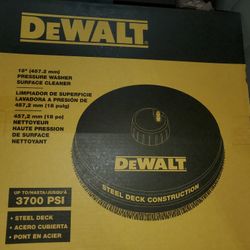 DEWALT
18" (457.2 mm)
PRESSURE WASHER
SURFACE CLEANER
LIMPIADOR DE SUPERFICIE
LAVADORA A PRESIÓN DE
457,2 mm (18 pulg)
457,2 mm (18 po)
NETTOYEUR
HAUTE PRESSION
DE SURFACE
NETTOYANT
DEWALT
STEEL DECK CONSTRUCTION
UP TO/HASTA/JUSQU'À
3700 PSI
• STEEL DECK
• ACERO CUBIERTA
• PONT EN ACIER